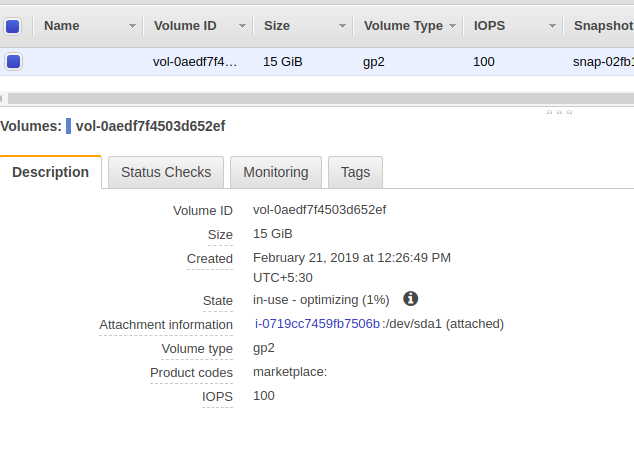 Name Volume ID Size Volume Type IOPS Snapshot
vol-0aedf7f4… 15 GiB gp2 100 snap-02fb1
Volumes: vol-0aedf7f4503d652ef
Description Status Checks Monitoring Tags
Volume ID vol-0aedf7f4503d652ef
Size 15 GiB
Created February 21, 2019 at 12:26:49 PM
UTC+5:30
State in-use - optimizing (1%)
Attachment information i-0719cc7459fb7506b:/dev/sda1 (attached)
Volume type gp2
Product codes marketplace:
IOPS 100